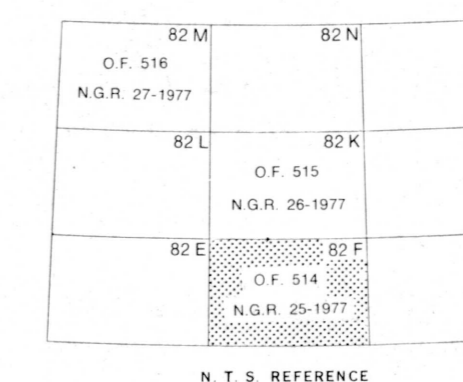 82 M
82 N
O.F. 516
N.G.R. 27-1977
82 L
82 K
O.F. 515
N.G.R. 26-1977
82 E
82 F
O.F. 514
N.G.R. 25-1977
N. T. S. REFERENCE